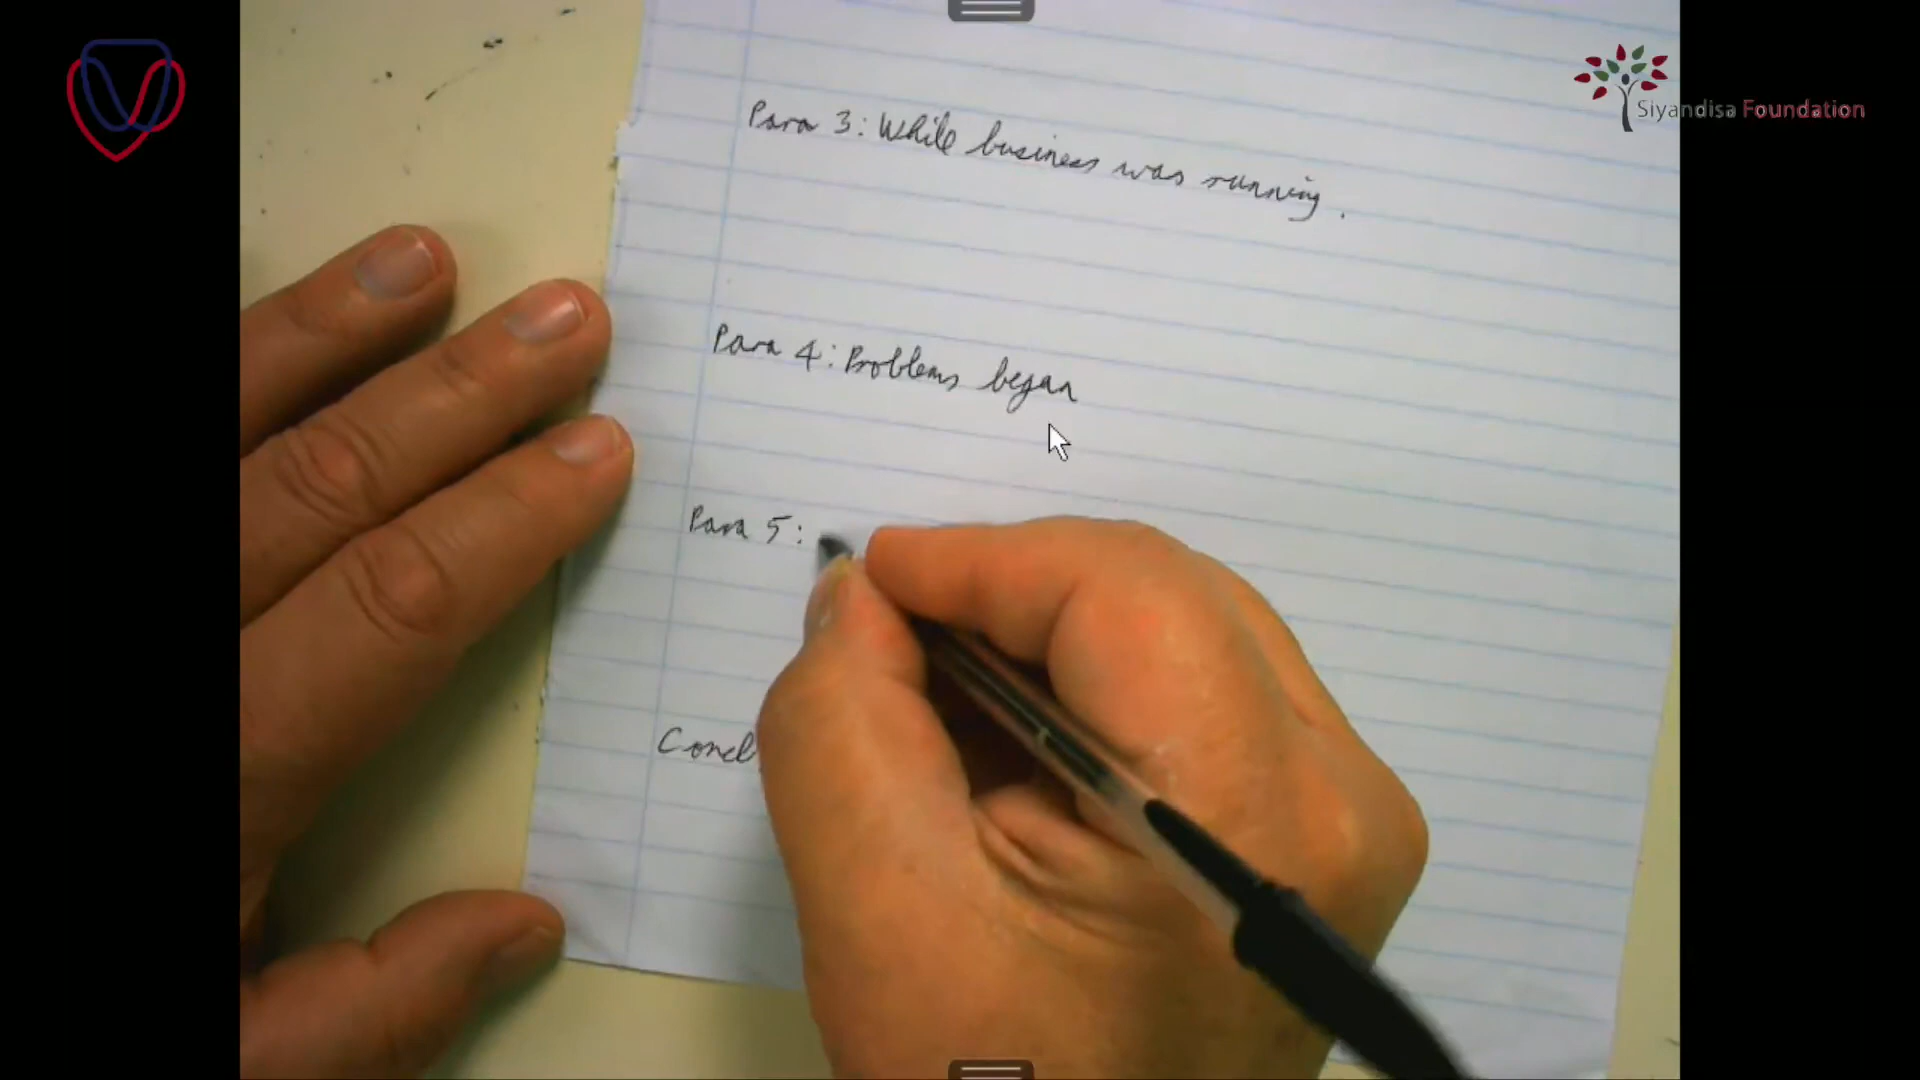 Siyandisa Foundation
Para 3: While business was running.
Para 4: Problems began
Para 5: